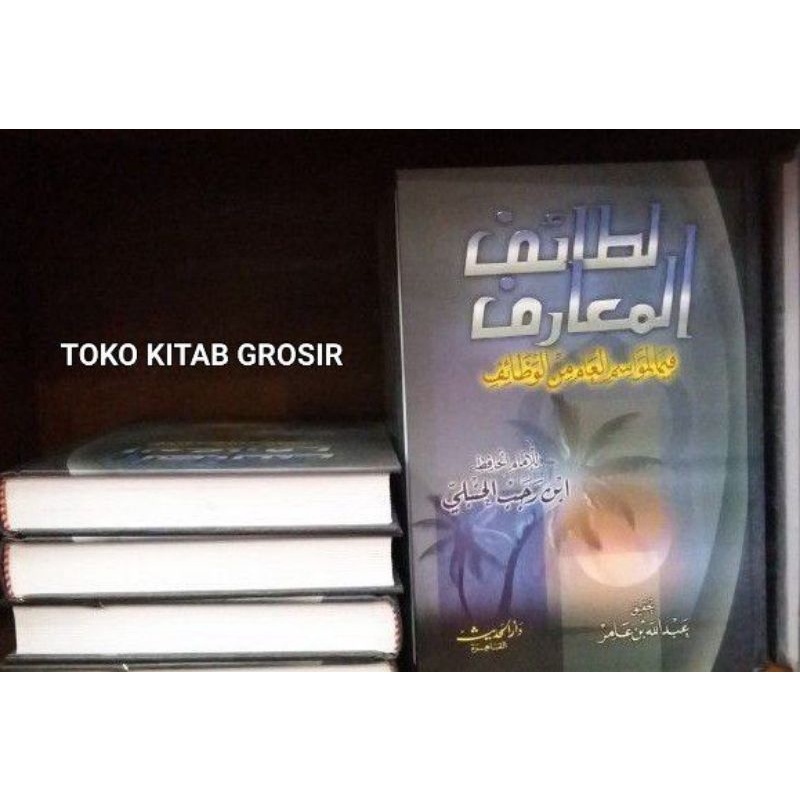 TOKO KITAB GROSIR
لطائف
المعارف
فيما لمواسم العام من الوظائف
للإمام الحافظ
ابن رجب الحنبلي
تحقيق
عبد الله بن عامر
دار الحديث
القاهرة